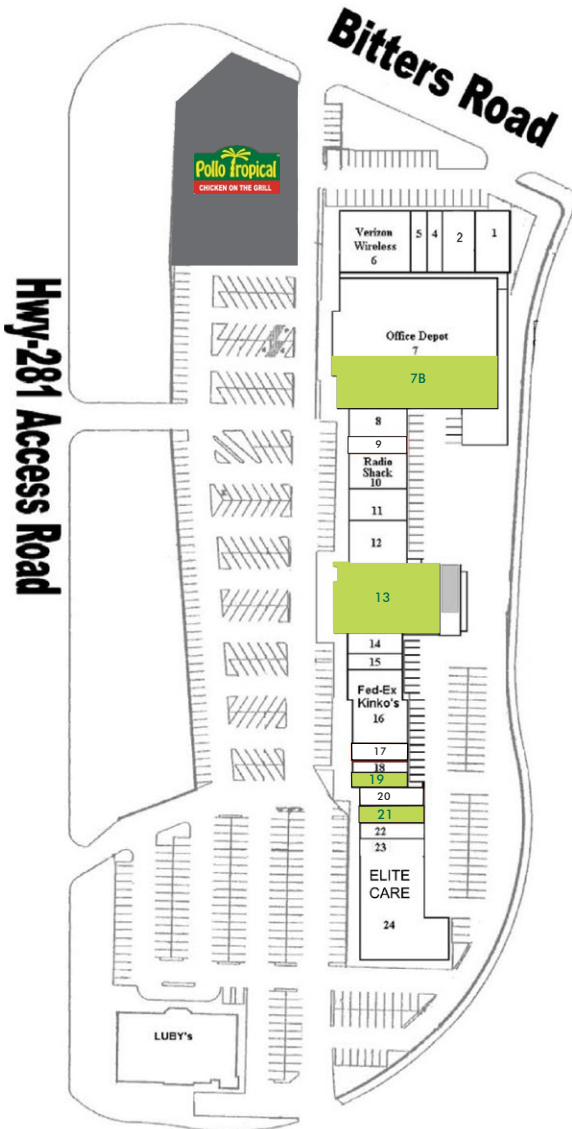 Bitters Road
Pollo Tropical
CHICKEN ON THE GRILL
Hwy-281 Access Road
Verizon
Wireless
6
5
4
2
1
Office Depot
7
7B
8
9
Radio
Shack
10
11
12
13
14
15
Fed-Ex
Kinko's
16
17
18
19
20
21
22
23
ELITE
CARE
24
LUBY's